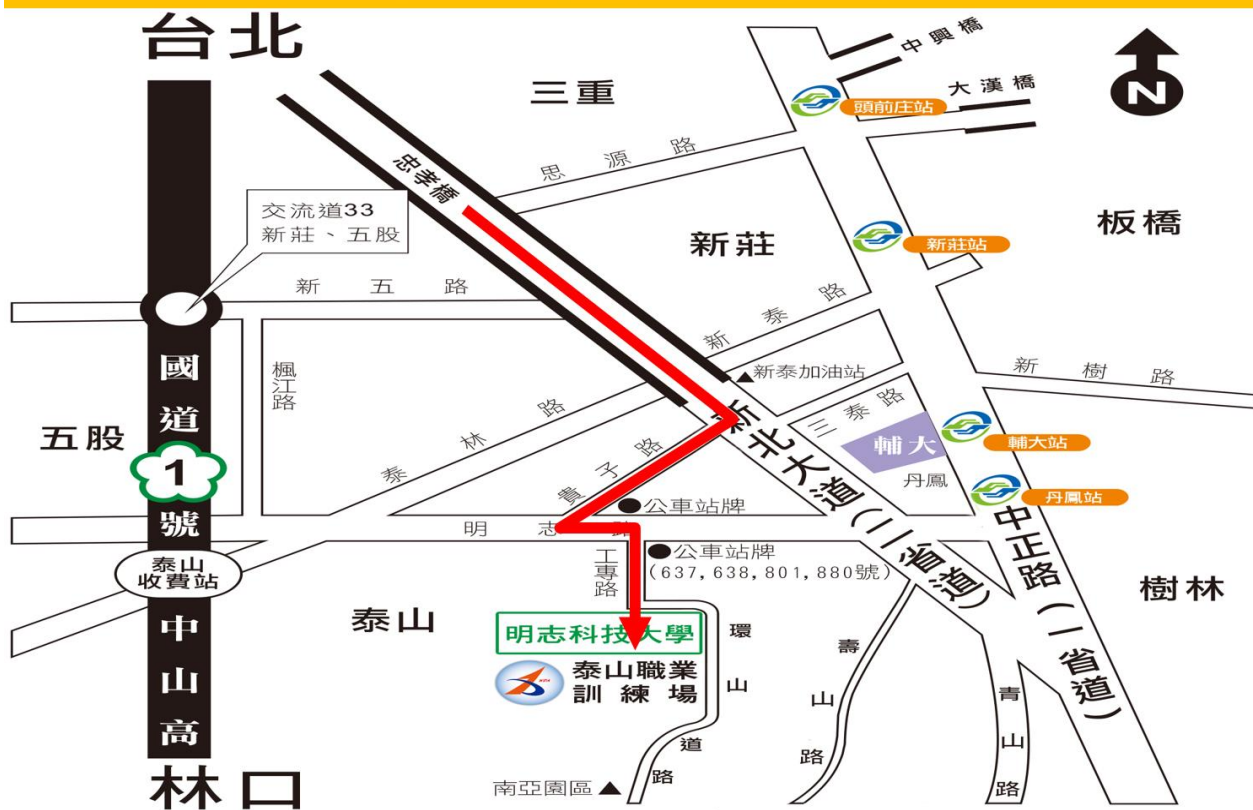 台北
三重
中興橋
大漢橋
頭前庄站
N
思源路
忠孝橋
交流道33
新莊、五股
新莊
新莊站
板橋
新五路
新泰路
楓江路
新泰加油站
新樹路
國道1號中山高
五股
泰林路
三泰路
輔大
輔大站
貴子路
新北大道(二省道)
丹鳳
丹鳳站
公車站牌
明志路
中正路(一省道)
公車站牌
(637,638,801,880號)
工專路
泰山
收費站
樹林
泰山
明志科技大學
環山道路
壽山路
泰山職業
訓練場
青山路
南亞園區
林口